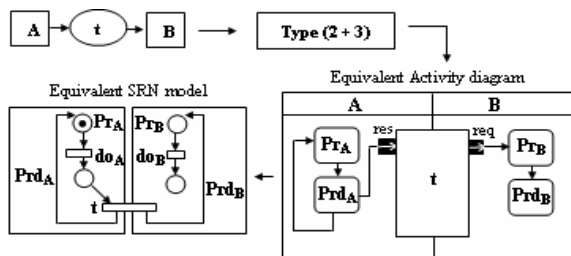 A t B Type (2 + 3)
Equivalent Activity diagram
Equivalent SRN model
A B
Pr_A Pr_B res req
Pr_A Pr_B
do_A do_B
Prd_A Prd_B t
Prd_A Prd_B
t